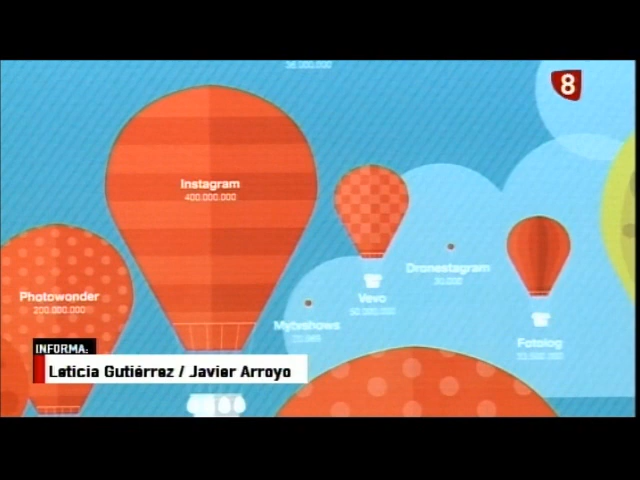 8
Instagram
400.000.000
Photowonder
200.000.000
Dronestagram
30.000
Vevo
50.000.000
Mytvshows
Fotolog
INFORMA:
Leticia Gutiérrez / Javier Arroyo